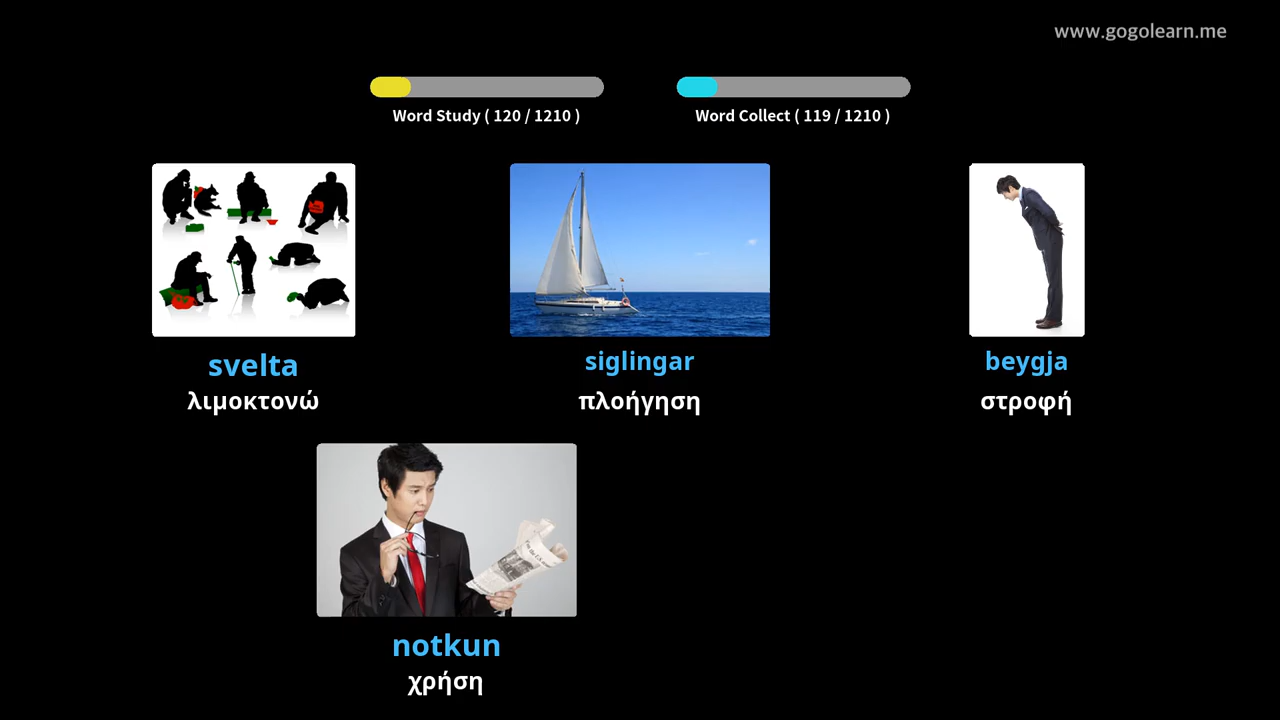 www.gogolearn.me
Word Study ( 120 / 1210 )
Word Collect ( 119 / 1210 )
svelta
λιμοκτονώ
siglingar
πλοήγηση
beygja
στροφή
notkun
χρήση